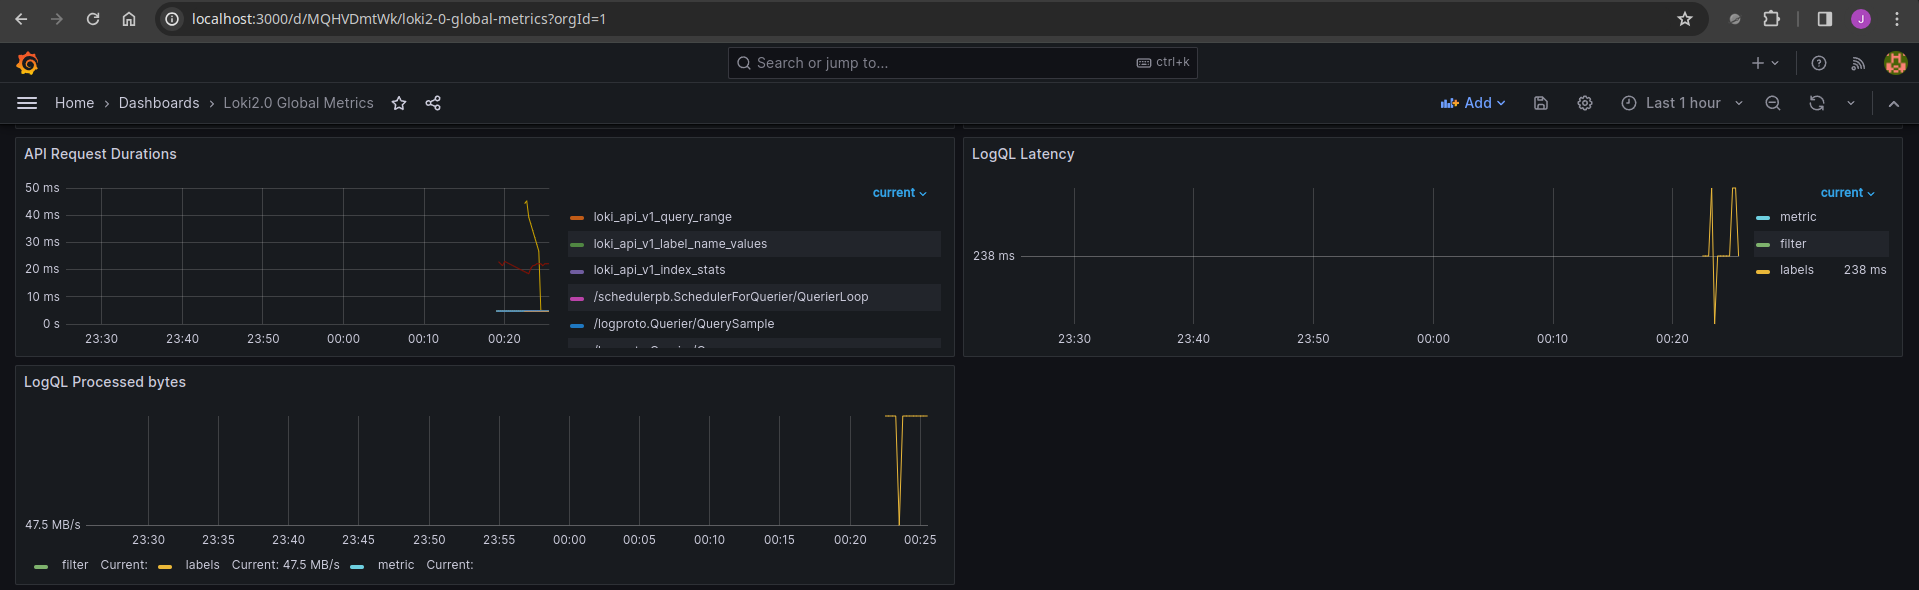 localhost:3000/d/MQHVDmtWk/loki2-0-global-metrics?orgId=1
J
Search or jump to...
ctrl+k
Home › Dashboards › Loki2.0 Global Metrics
Add
Last 1 hour
API Request Durations
50 ms
40 ms
30 ms
20 ms
10 ms
0 s
23:30 23:40 23:50 00:00 00:10 00:20
current
loki_api_v1_query_range
loki_api_v1_label_name_values
loki_api_v1_index_stats
/schedulerpb.SchedulerForQuerier/QuerierLoop
/logproto.Querier/QuerySample
LogQL Latency
238 ms
23:30 23:40 23:50 00:00 00:10 00:20
current
metric
filter
labels 238 ms
LogQL Processed bytes
47.5 MB/s
23:30 23:35 23:40 23:45 23:50 23:55 00:00 00:05 00:10 00:15 00:20 00:25
filter Current: labels Current: 47.5 MB/s metric Current: